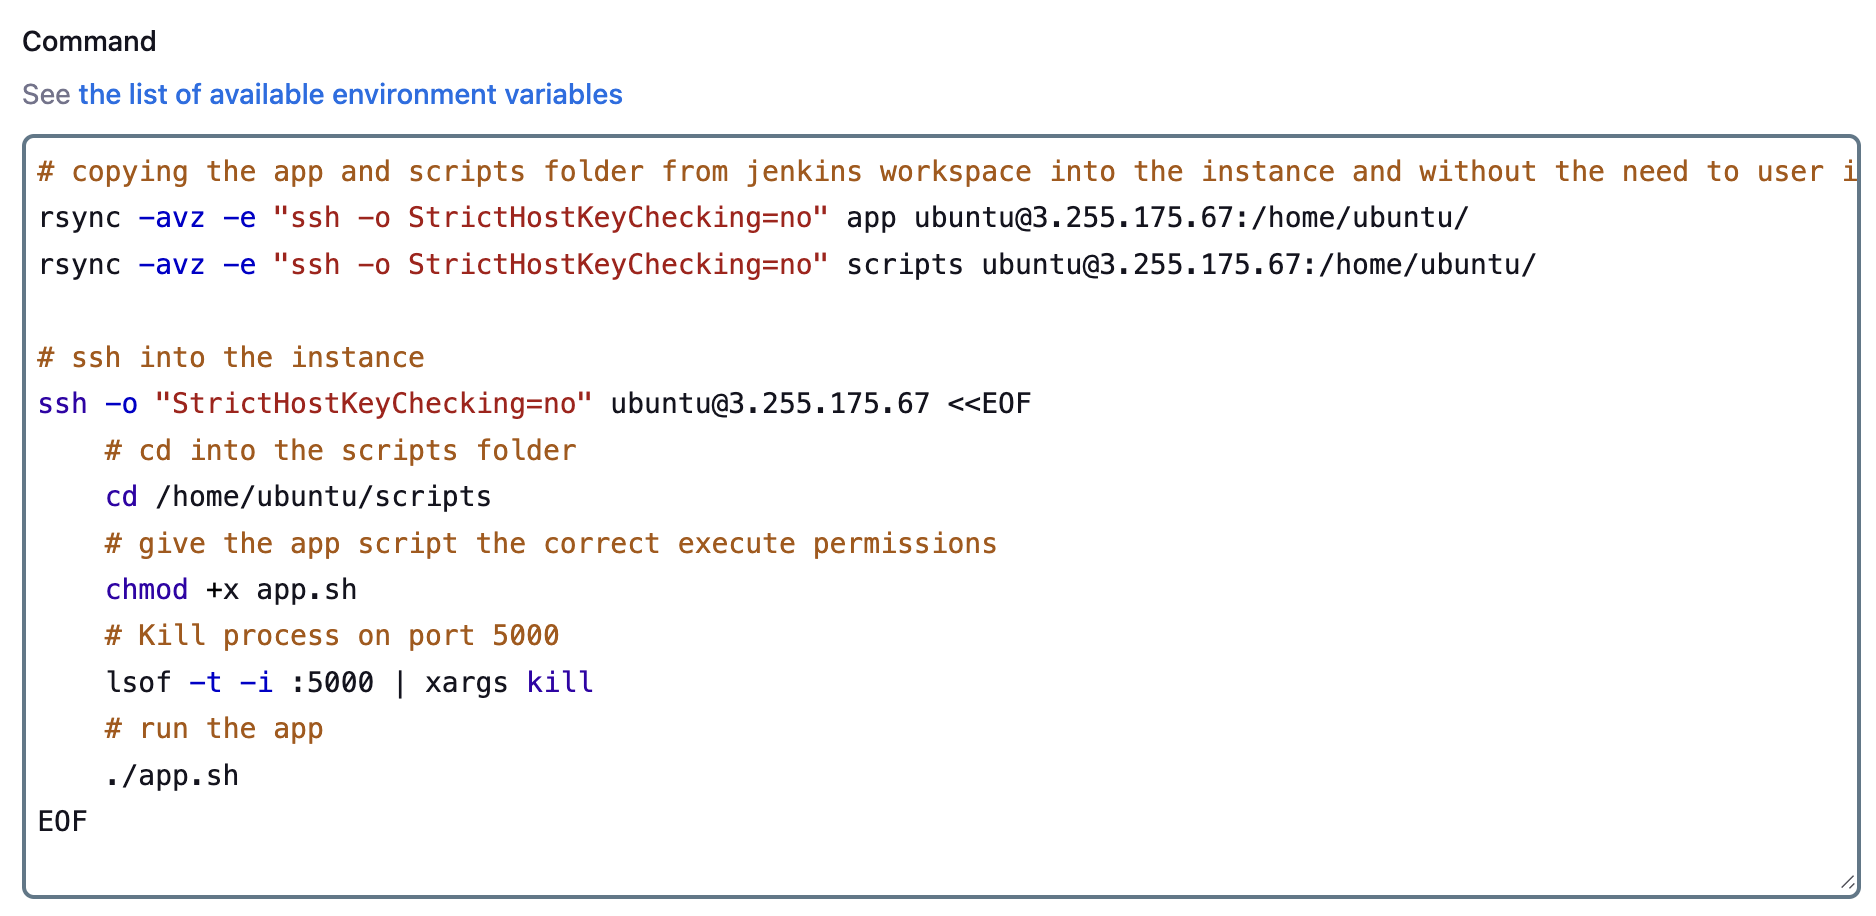 Command
See the list of available environment variables
# copying the app and scripts folder from jenkins workspace into the instance and without the need to user i
rsync -avz -e "ssh -o StrictHostKeyChecking=no" app ubuntu@3.255.175.67:/home/ubuntu/
rsync -avz -e "ssh -o StrictHostKeyChecking=no" scripts ubuntu@3.255.175.67:/home/ubuntu/

# ssh into the instance
ssh -o "StrictHostKeyChecking=no" ubuntu@3.255.175.67 <<EOF
    # cd into the scripts folder
    cd /home/ubuntu/scripts
    # give the app script the correct execute permissions
    chmod +x app.sh
    # Kill process on port 5000
    lsof -t -i :5000 | xargs kill
    # run the app
    ./app.sh
EOF